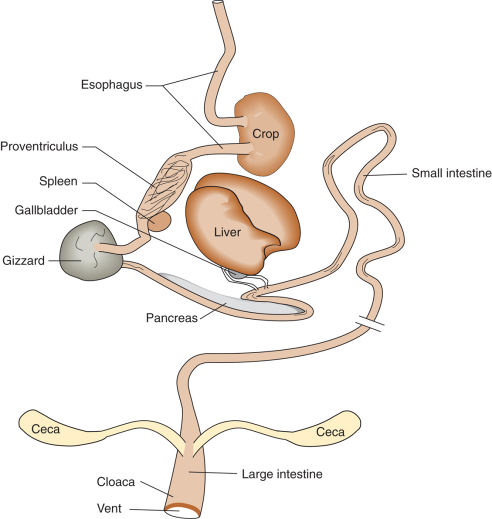 Esophagus
Crop
Proventriculus
Small intestine
Spleen
Gallbladder
Liver
Gizzard
Pancreas
Ceca
Ceca
Large intestine
Cloaca
Vent